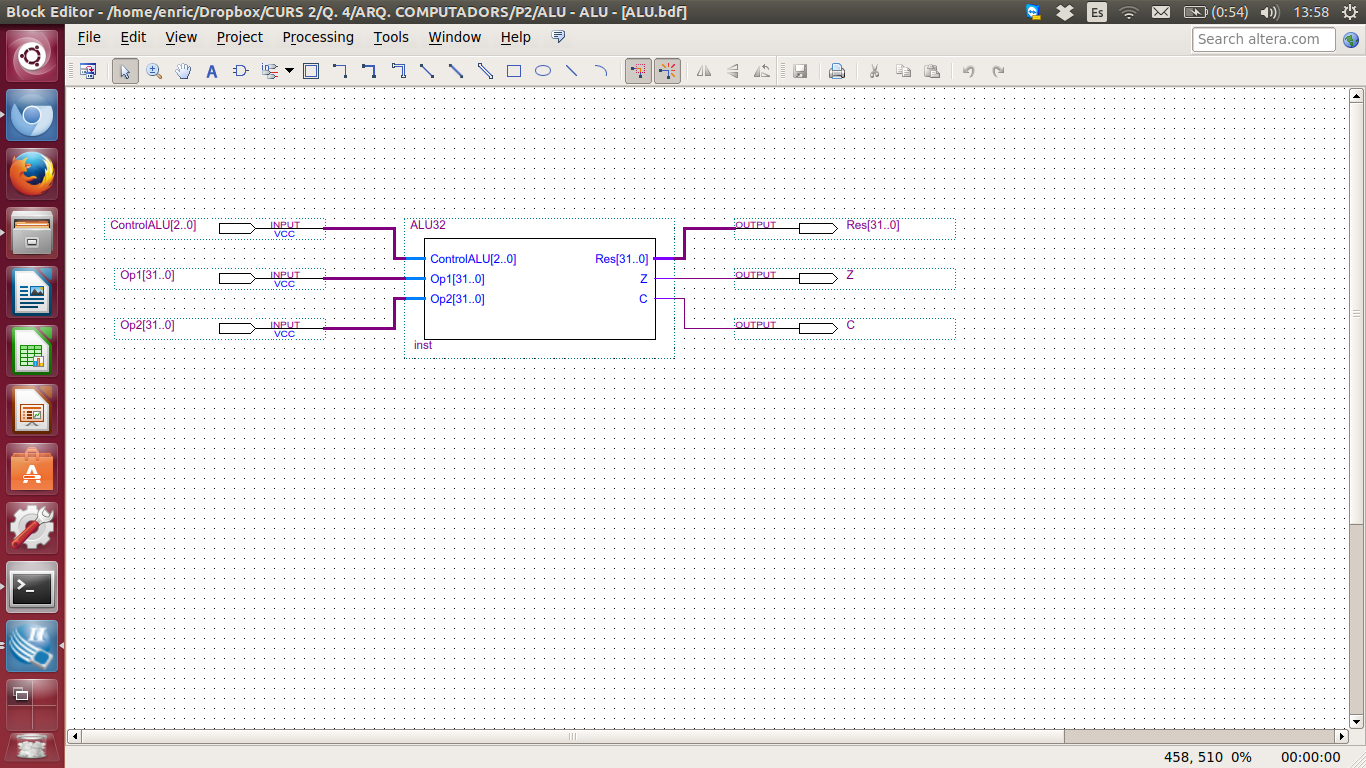 Block Editor - /home/enric/Dropbox/CURS 2/Q. 4/ARQ. COMPUTADORS/P2/ALU - ALU - [ALU.bdf]
Es
(0:54)
13:58
File Edit View Project Processing Tools Window Help
Search altera.com
A
ControlALU[2..0]
INPUT
VCC
ALU32
OUTPUT
Res[31..0]
ControlALU[2..0]
Res[31..0]
Op1[31..0]
INPUT
VCC
Op1[31..0]
Z
OUTPUT
Z
Op2[31..0]
C
Op2[31..0]
INPUT
VCC
OUTPUT
C
inst
A
>_
II
458, 510 0% 00:00:00